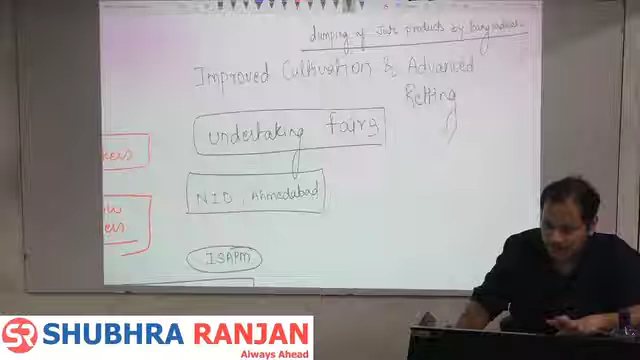 dumping of Jute products by Bangladesh
Improved Cultivation & Advanced
Retting
undertaking fairs
NID, Ahmedabad
ISAPM
SR SHUBHRA RANJAN
Always Ahead